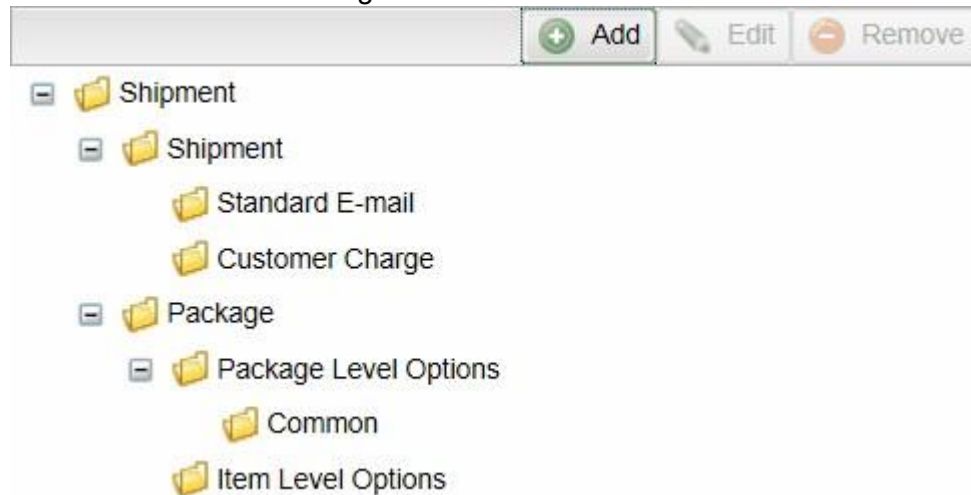 Add Edit Remove
Shipment
Shipment
Standard E-mail
Customer Charge
Package
Package Level Options
Common
Item Level Options